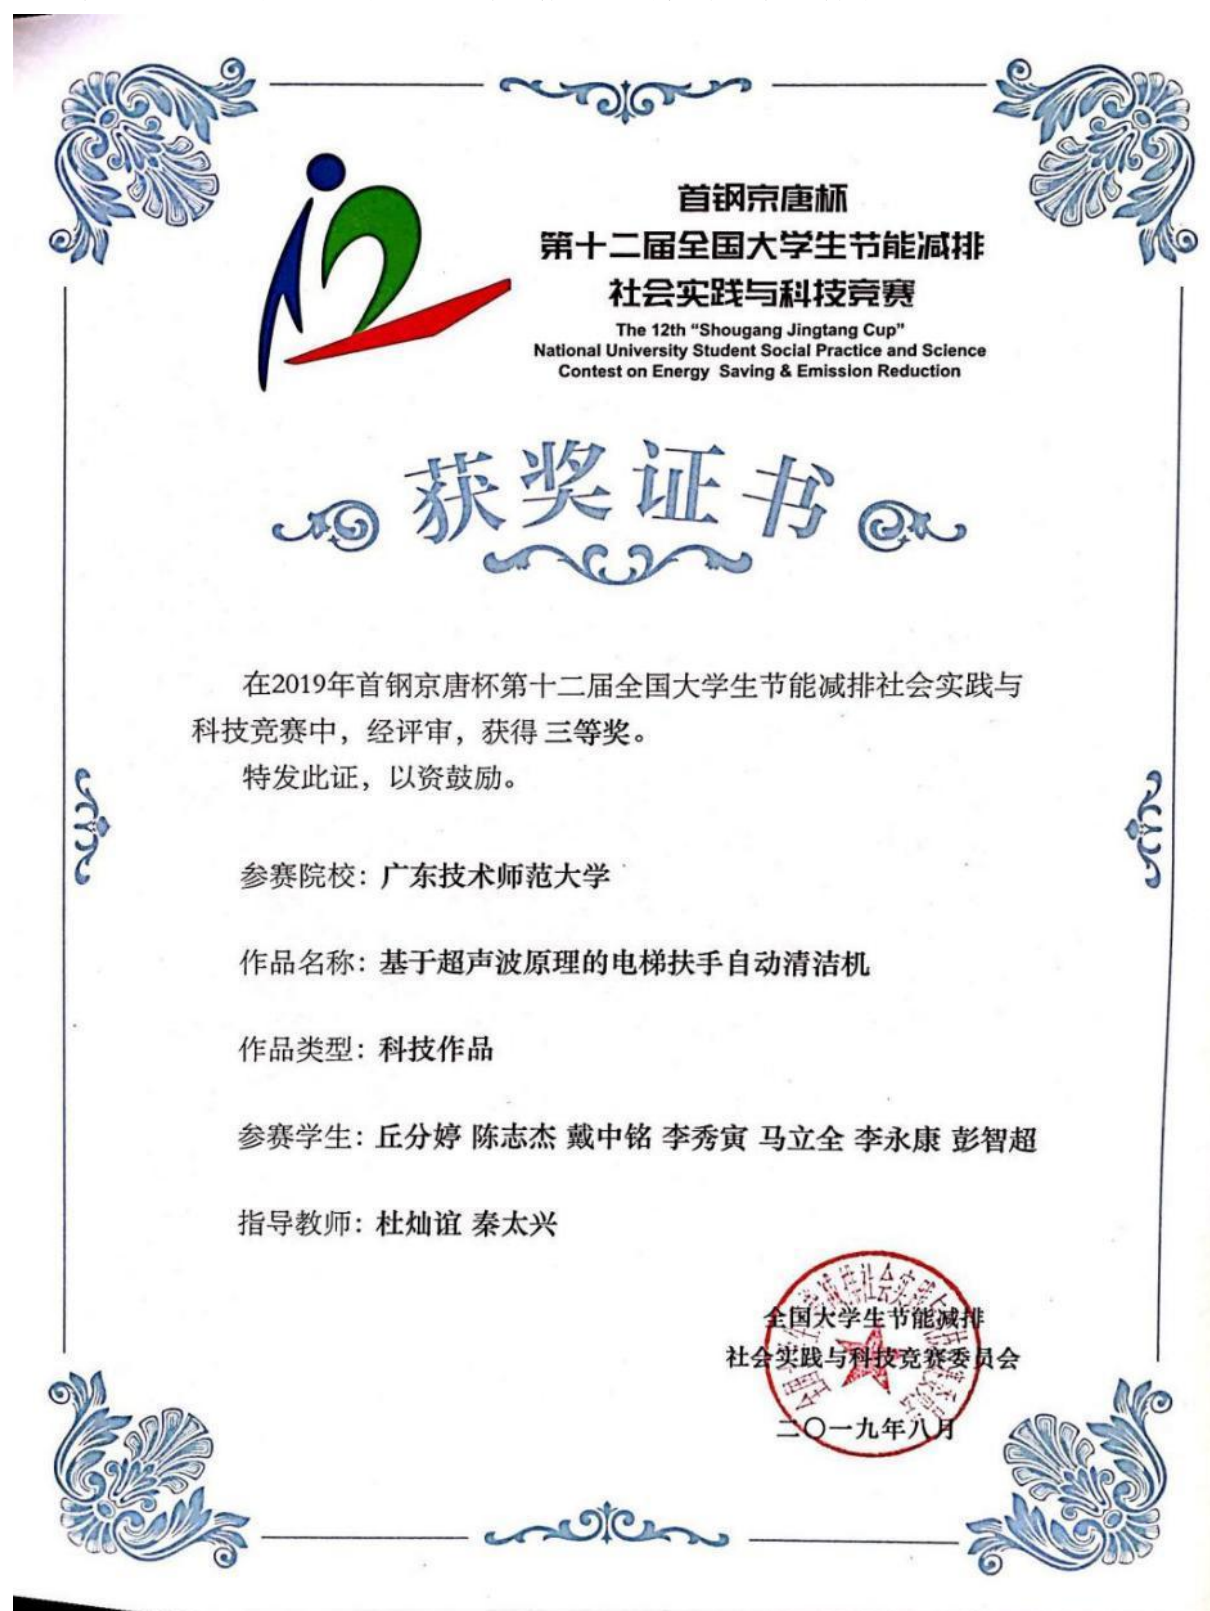 首钢京唐杯
第十二届全国大学生节能减排
社会实践与科技竞赛
The 12th “Shougang Jingtang Cup”
National University Student Social Practice and Science
Contest on Energy Saving & Emission Reduction
获奖证书
在2019年首钢京唐杯第十二届全国大学生节能减排社会实践与
科技竞赛中，经评审，获得 三等奖。
特发此证，以资鼓励。
参赛院校：广东技术师范大学
作品名称：基于超声波原理的电梯扶手自动清洁机
作品类型：科技作品
参赛学生：丘分婷 陈志杰 戴中铭 李秀寅 马立全 李永康 彭智超
指导教师：杜灿谊 秦太兴
全国大学生节能减排
社会实践与科技竞赛委员会
二〇一九年八月